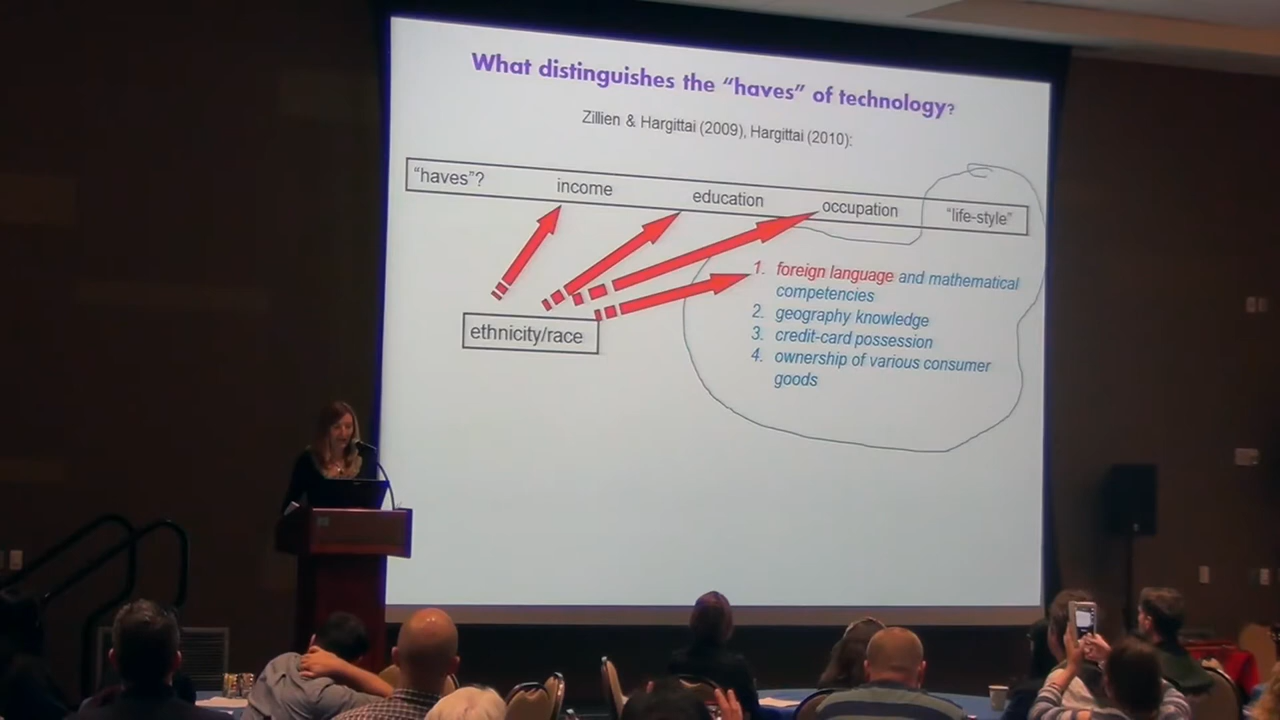 What distinguishes the “haves” of technology?
Zillien & Hargittai (2009), Hargittai (2010):
“haves”? income education occupation “life-style”
1. foreign language and mathematical
competencies
2. geography knowledge
3. credit-card possession
4. ownership of various consumer
goods
ethnicity/race